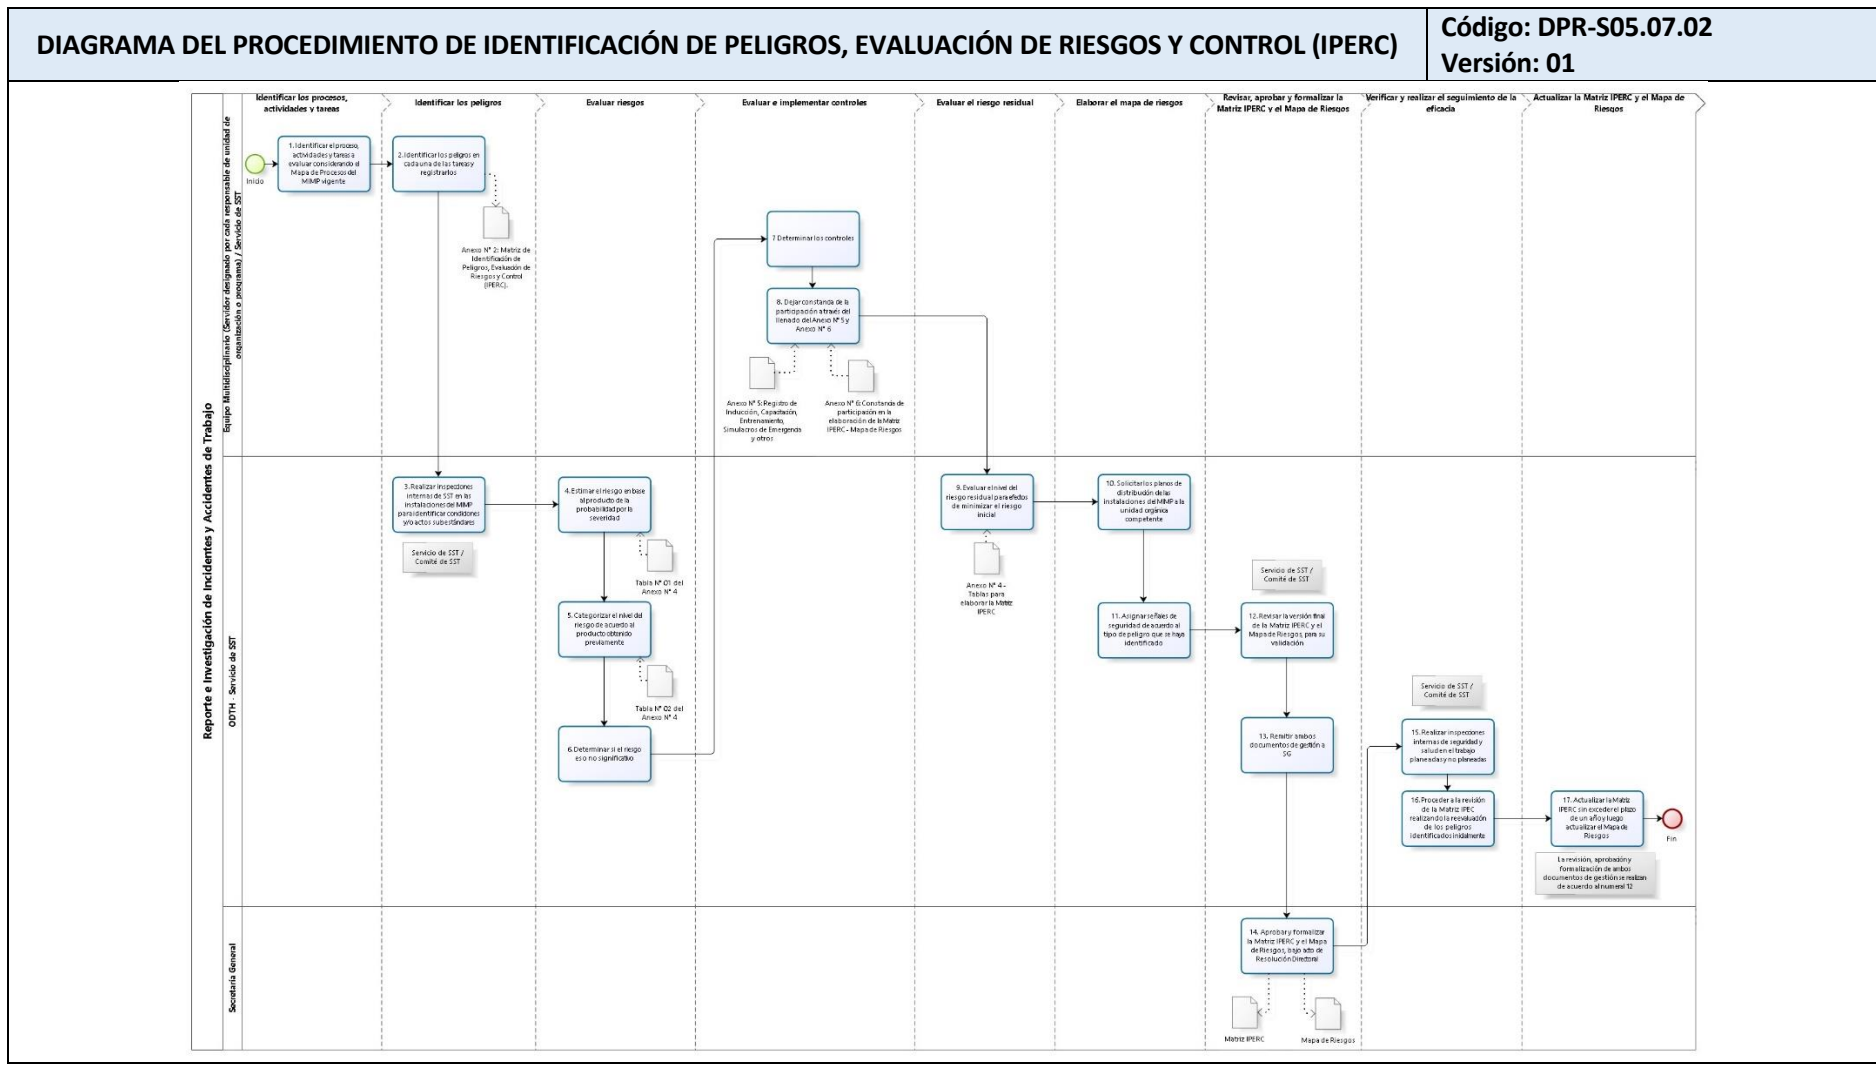 DIAGRAMA DEL PROCEDIMIENTO DE IDENTIFICACIÓN DE PELIGROS, EVALUACIÓN DE RIESGOS Y CONTROL (IPERC)
Código: DPR-S05.07.02
Versión: 01
Identificar los procesos,
actividades y tareas
Identificar los peligros
Evaluar riesgos
Evaluar e implementar controles
Evaluar el riesgo residual
Elaborar el mapa de riesgos
Revisar, aprobar y formalizar la
Matriz IPERC y el Mapa de Riesgos
Verificar y realizar el seguimiento de la
eficacia
Actualizar la Matriz IPERC y el Mapa de
Riesgos
Reporte e Investigación de Incidentes y Accidentes de Trabajo
Equipo Multidisciplinario (Servidor designado por cada responsable de unidad de
organización o programa) / Servicio de SST
Inicio
1. Identificar el proceso,
actividades y tareas a
evaluar considerando el
Mapa de Procesos del
MIMP vigente
2. Identificar los peligros en
cada una de las tareas y
registrarlos
Anexo N° 2: Matriz de
Identificación de
Peligros, Evaluación de
Riesgos y Control
(IPERC).
7. Determinar los controles
8. Dejar constancia de la
participación a través del
llenado del Anexo N° 5 y
Anexo N° 6
Anexo N° 5: Registro de
Inducción, Capacitación,
Entrenamiento,
Simulacros de Emergencia
y otros
Anexo N° 6: Constancia de
participación en la
elaboración de la Matriz
IPERC - Mapa de Riesgos
ODTH - Servicio de SST
3. Realizar inspecciones
internas de SST en las
instalaciones del MIMP
para identificar condiciones
y/o actos subestándares
Servicio de SST /
Comité de SST
4. Estimar el riesgo en base
al producto de la
probabilidad por la
severidad
Tabla N° 01 del
Anexo N° 4
5. Categorizar el nivel del
riesgo de acuerdo al
producto obtenido
previamente
Tabla N° 02 del
Anexo N° 4
6. Determinar si el riesgo
es o no significativo
9. Evaluar el nivel del
riesgo residual para efectos
de minimizar el riesgo
inicial
Anexo N° 4 -
Tablas para
elaborar la Matriz
IPERC
10. Solicitar los planos de
distribución de las
instalaciones del MIMP a la
unidad orgánica
competente
11. Asignar señales de
seguridad de acuerdo al
tipo de peligro que se haya
identificado
Servicio de SST /
Comité de SST
12. Revisar la versión final
de la Matriz IPERC y el
Mapa de Riesgos, para su
validación
13. Remitir ambos
documentos de gestión a
SG
Servicio de SST /
Comité de SST
15. Realizar inspecciones
internas de seguridad y
salud en el trabajo
planeadas y no planeadas
16. Proceder a la revisión
de la Matriz IPEC
realizando la reevaluación
de los peligros
identificados inicialmente
17. Actualizar la Matriz
IPERC sin exceder el plazo
de un año y luego
actualizar el Mapa de
Riesgos
Fin
La revisión, aprobación y
formalización de ambos
documentos de gestión se realizan
de acuerdo al numeral 12
Secretaría General
14. Aprobar y formalizar
la Matriz IPERC y el Mapa
de Riesgos, bajo acto de
Resolución Directoral
Matriz IPERC
Mapa de Riesgos